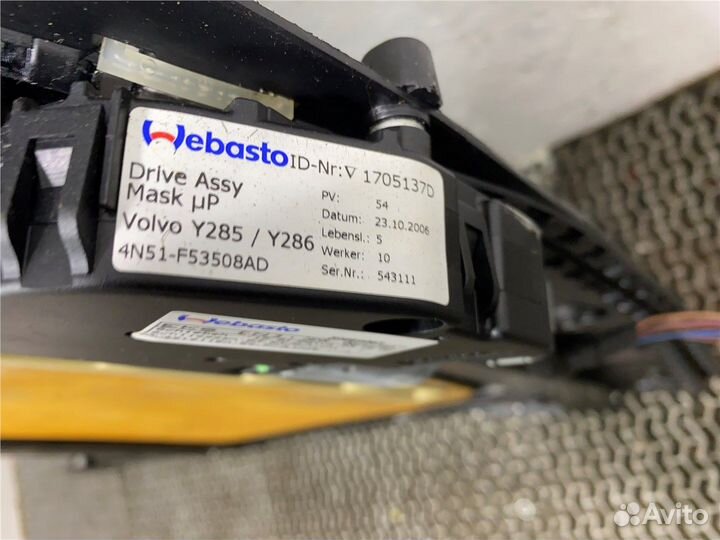 Webasto ID-Nr:∇ 1705137D
Drive Assy
Mask µP
Volvo Y285 / Y286
4N51-F53508AD
PV: 54
Datum: 23.10.2006
Lebensl.: 5
Werker: 10
Ser.Nr.: 543111
Webasto
Avito